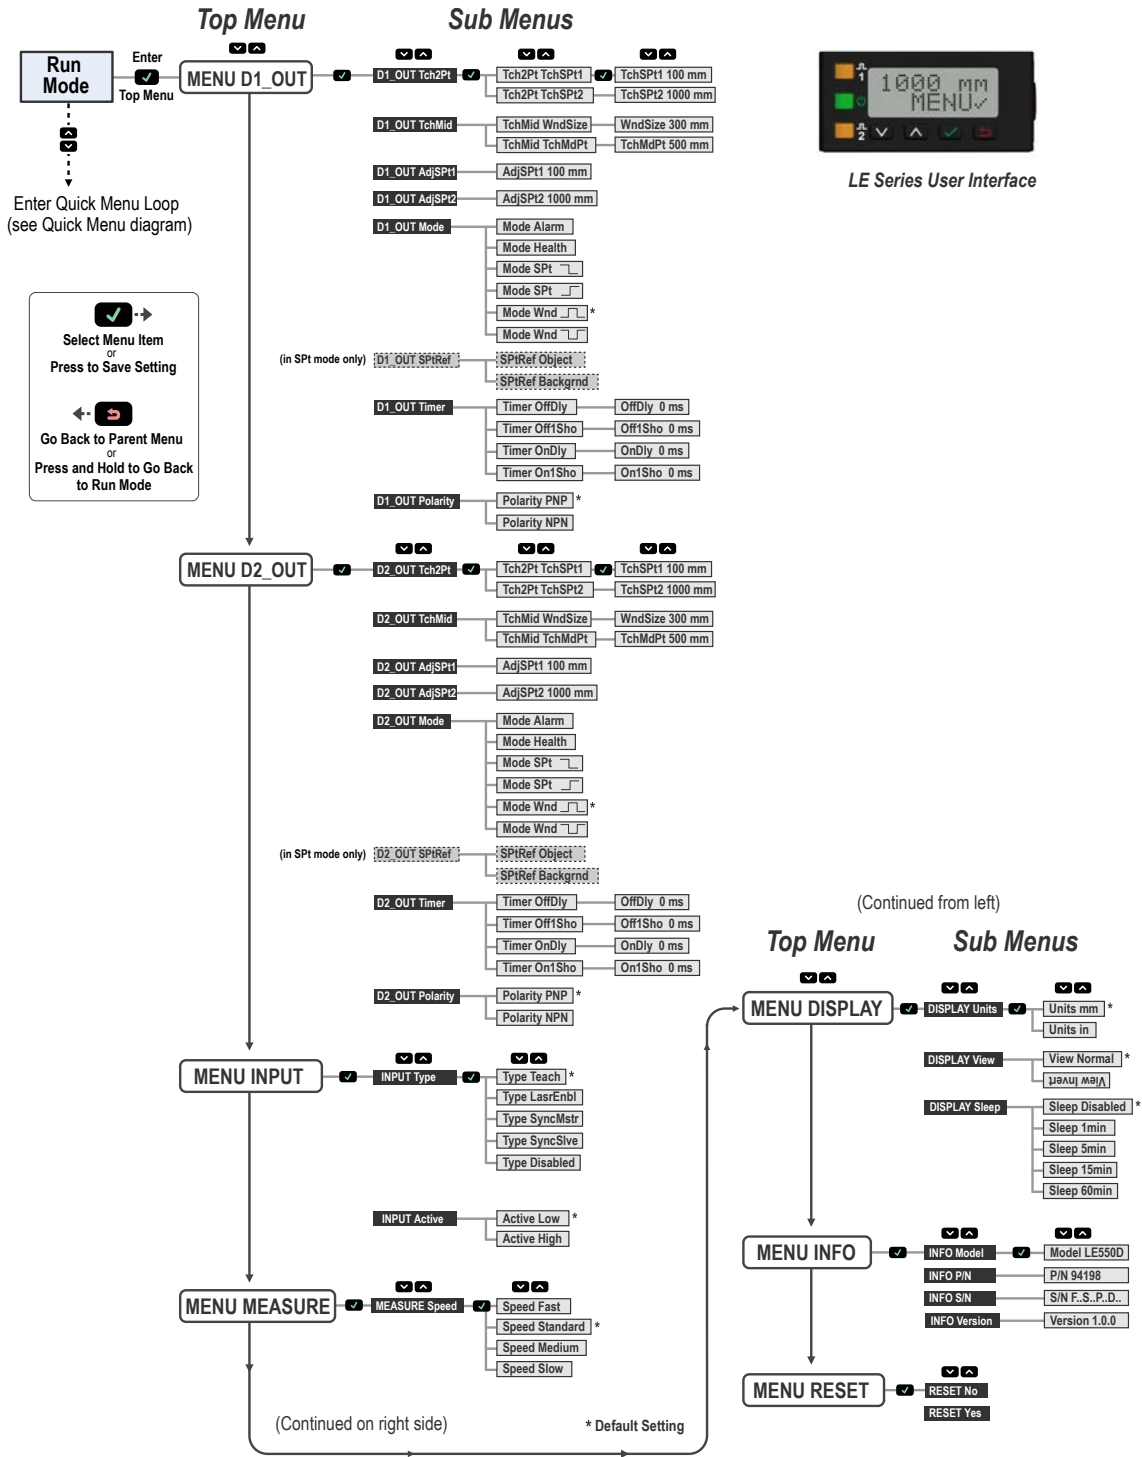 Top Menu
Sub Menus
Run
Mode
Enter
Top Menu
MENU D1_OUT
D1_OUT Tch2Pt
Tch2Pt TchSPt1
TchSPt1 100 mm
Tch2Pt TchSPt2
TchSPt2 1000 mm
D1_OUT TchMid
TchMid WndSize
WndSize 300 mm
TchMid TchMdPt
TchMdPt 500 mm
D1_OUT AdjSPt1
AdjSPt1 100 mm
D1_OUT AdjSPt2
AdjSPt2 1000 mm
D1_OUT Mode
Mode Alarm
Mode Health
Mode SPt
Mode SPt
Mode Wnd *
Mode Wnd
(in SPt mode only)
D1_OUT SPtRef
SPtRef Object
SPtRef Backgrnd
D1_OUT Timer
Timer OffDly
OffDly 0 ms
Timer Off1Sho
Off1Sho 0 ms
Timer OnDly
OnDly 0 ms
Timer On1Sho
On1Sho 0 ms
D1_OUT Polarity
Polarity PNP *
Polarity NPN
Enter Quick Menu Loop
(see Quick Menu diagram)
Select Menu Item
or
Press to Save Setting
Go Back to Parent Menu
or
Press and Hold to Go Back
to Run Mode
1000 mm
MENU✓
1
2
LE Series User Interface
MENU D2_OUT
D2_OUT Tch2Pt
Tch2Pt TchSPt1
TchSPt1 100 mm
Tch2Pt TchSPt2
TchSPt2 1000 mm
D2_OUT TchMid
TchMid WndSize
WndSize 300 mm
TchMid TchMdPt
TchMdPt 500 mm
D2_OUT AdjSPt1
AdjSPt1 100 mm
D2_OUT AdjSPt2
AdjSPt2 1000 mm
D2_OUT Mode
Mode Alarm
Mode Health
Mode SPt
Mode SPt
Mode Wnd *
Mode Wnd
(in SPt mode only)
D2_OUT SPtRef
SPtRef Object
SPtRef Backgrnd
D2_OUT Timer
Timer OffDly
OffDly 0 ms
Timer Off1Sho
Off1Sho 0 ms
Timer OnDly
OnDly 0 ms
Timer On1Sho
On1Sho 0 ms
D2_OUT Polarity
Polarity PNP *
Polarity NPN
MENU INPUT
INPUT Type
Type Teach *
Type LasrEnbl
Type SyncMstr
Type SyncSlve
Type Disabled
INPUT Active
Active Low *
Active High
MENU MEASURE
MEASURE Speed
Speed Fast
Speed Standard *
Speed Medium
Speed Slow
(Continued on right side)
* Default Setting
(Continued from left)
Top Menu
Sub Menus
MENU DISPLAY
DISPLAY Units
Units mm *
Units in
DISPLAY View
View Normal *
View Invert
DISPLAY Sleep
Sleep Disabled *
Sleep 1min
Sleep 5min
Sleep 15min
Sleep 60min
MENU INFO
INFO Model
Model LE550D
INFO P/N
P/N 94198
INFO S/N
S/N F..S..P..D..
INFO Version
Version 1.0.0
MENU RESET
RESET No
RESET Yes